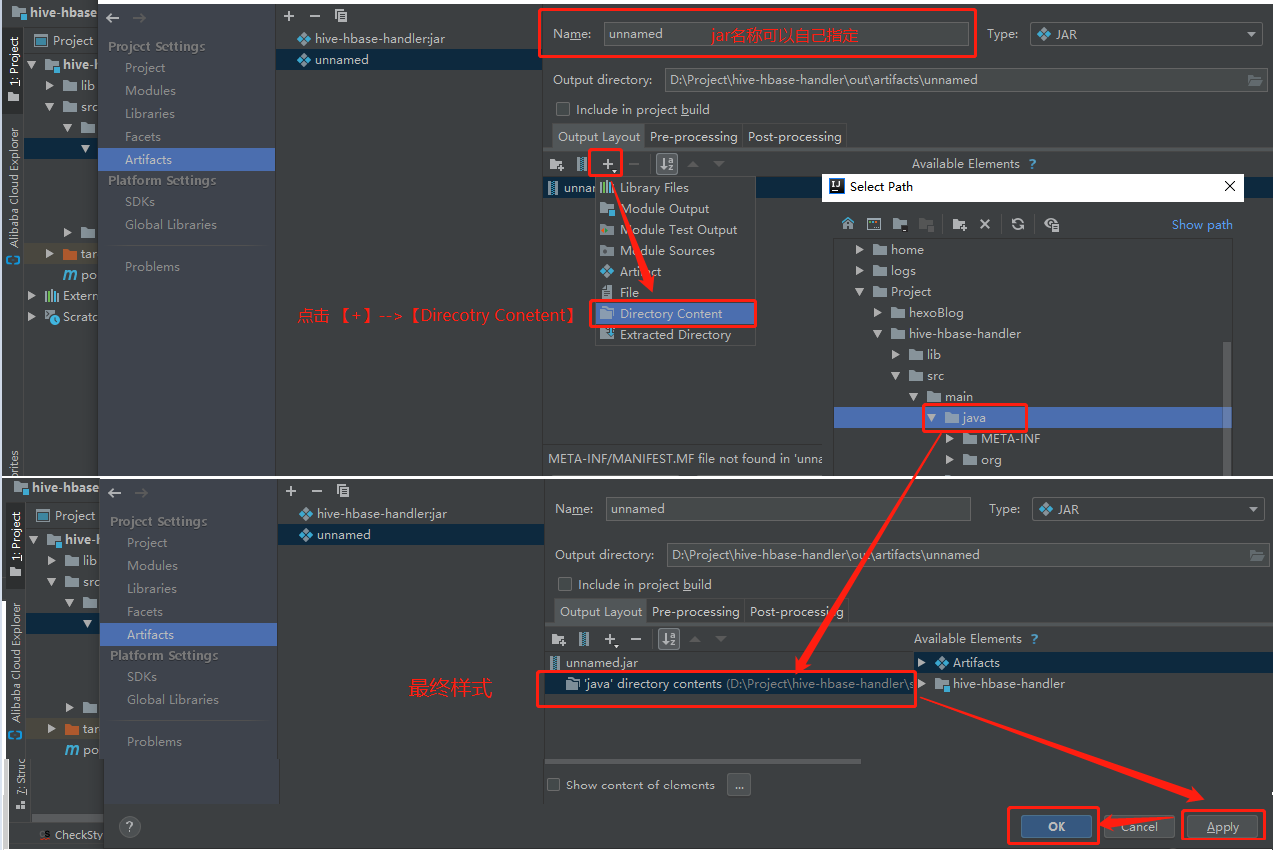 hive-hbase
Project
1: Project
hive-h
lib
src
Alibaba Cloud Explorer
tar
po
Extern
Scratc
Project Settings
Project
Modules
Libraries
Facets
Artifacts
Platform Settings
SDKs
Global Libraries
Problems
hive-hbase-handler:jar
unnamed
Name:
unnamed
jar名称可以自己指定
Type:
JAR
Output directory:
D:\Project\hive-hbase-handler\out\artifacts\unnamed
Include in project build
Output Layout
Pre-processing
Post-processing
Available Elements ?
unnar
Library Files
Module Output
Module Test Output
Module Sources
Artifact
File
Directory Content
Extracted Directory
点击 【+】-->【Direcotry Conetent】
META-INF/MANIFEST.MF file not found in 'unna
Select Path
Show path
home
logs
Project
hexoBlog
hive-hbase-handler
lib
src
main
java
META-INF
org
hive-hbase
Project
1: Project
hive-h
lib
src
Alibaba Cloud Explorer
tar
po
7: Struc
CheckSty
Project Settings
Project
Modules
Libraries
Facets
Artifacts
Platform Settings
SDKs
Global Libraries
Problems
?
hive-hbase-handler:jar
unnamed
最终样式
Name:
unnamed
Type:
JAR
Output directory:
D:\Project\hive-hbase-handler\out\artifacts\unnamed
Include in project build
Output Layout
Pre-processing
Post-processing
Available Elements ?
unnamed.jar
'java' directory contents (D:\Project\hive-hbase-handler\s
Artifacts
hive-hbase-handler
Show content of elements
...
OK
Cancel
Apply